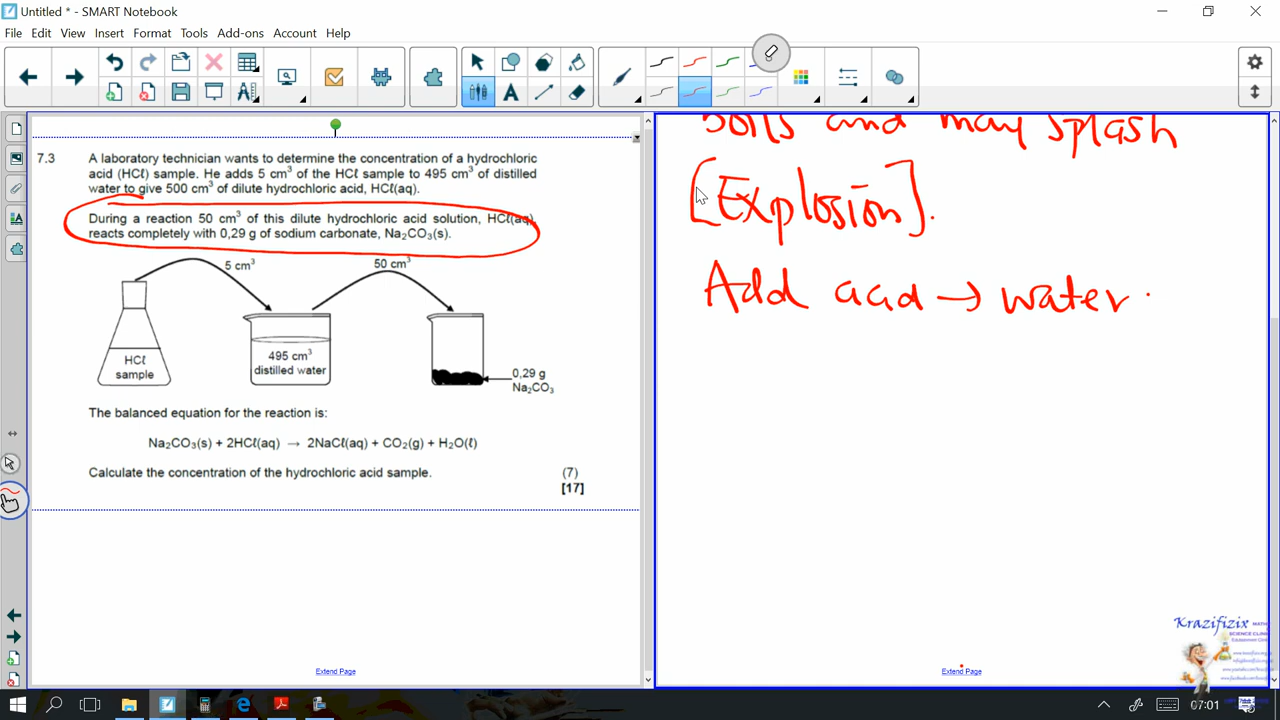 Untitled * - SMART Notebook
File Edit View Insert Format Tools Add-ons Account Help
7.3 A laboratory technician wants to determine the concentration of a hydrochloric
acid (HCℓ) sample. He adds 5 cm³ of the HCℓ sample to 495 cm³ of distilled
water to give 500 cm³ of dilute hydrochloric acid, HCℓ(aq).
During a reaction 50 cm³ of this dilute hydrochloric acid solution, HCℓ(aq),
reacts completely with 0,29 g of sodium carbonate, Na₂CO₃(s).
5 cm³
50 cm³
HCℓ
sample
495 cm³
distilled water
0,29 g
Na₂CO₃
The balanced equation for the reaction is:
Na₂CO₃(s) + 2HCℓ(aq) → 2NaCℓ(aq) + CO₂(g) + H₂O(ℓ)
Calculate the concentration of the hydrochloric acid sample. (7)
[17]
Extend Page
boils and may splash
[Explosion].
Add acid → water.
Krazifizix MATH
SCIENCE CLINIC
Extend Page
07:01